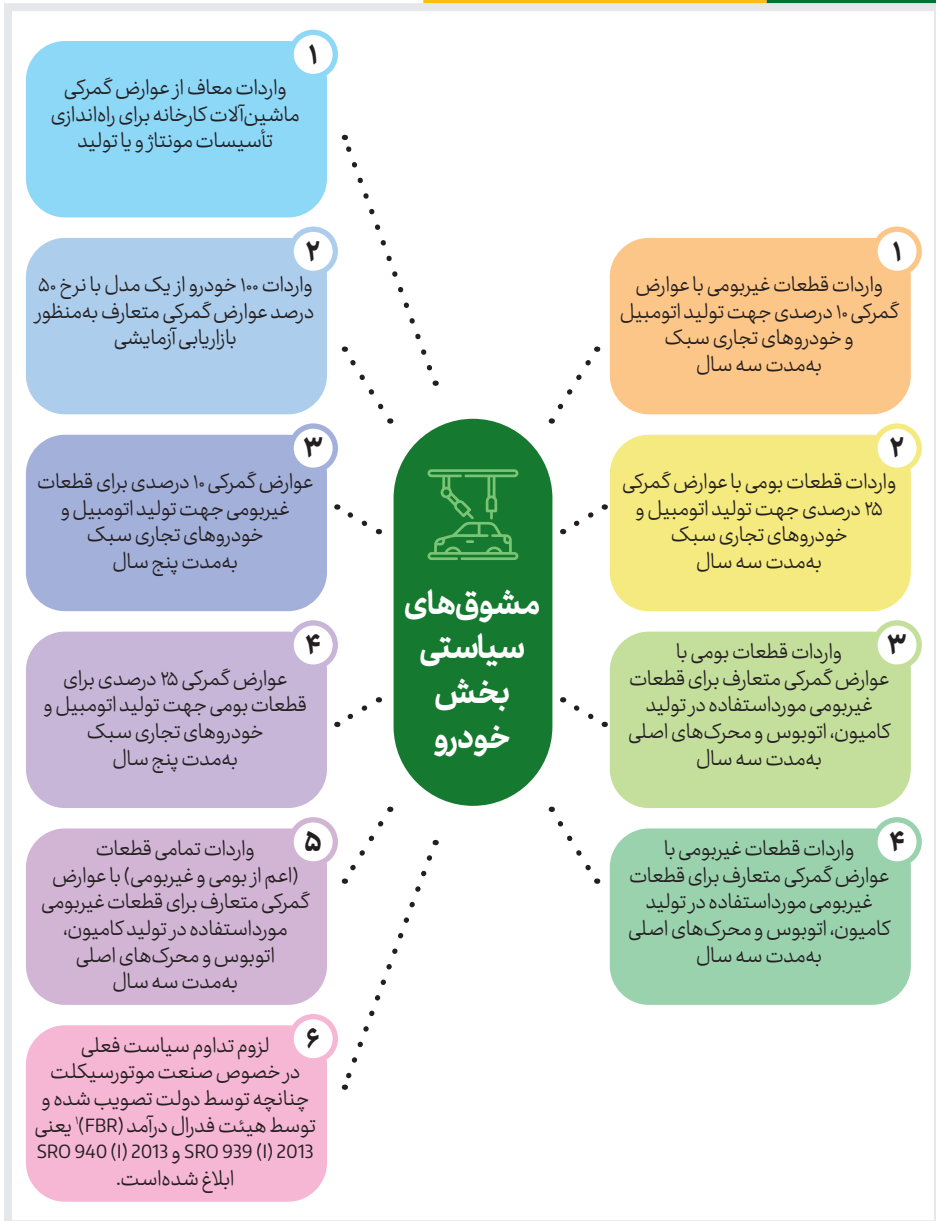 مشوق‌های
سیاستی
بخش
خودرو
۱
واردات قطعات غیربومی با عوارض
گمرکی ۱۰ درصدی جهت تولید اتومبیل
و خودروهای تجاری سبک
به‌مدت سه سال
۲
واردات قطعات بومی با عوارض گمرکی
۲۵ درصدی جهت تولید اتومبیل و
خودروهای تجاری سبک
به‌مدت سه سال
۳
واردات قطعات بومی با
عوارض گمرکی متعارف برای قطعات
غیربومی مورداستفاده در تولید
کامیون، اتوبوس و محرک‌های اصلی
به‌مدت سه سال
۴
واردات قطعات غیربومی با
عوارض گمرکی متعارف برای قطعات
غیربومی مورداستفاده در تولید
کامیون، اتوبوس و محرک‌های اصلی
به‌مدت سه سال
۱
واردات معاف از عوارض گمرکی
ماشین‌آلات کارخانه برای راه‌اندازی
تأسیسات مونتاژ و یا تولید
۲
واردات ۱۰۰ خودرو از یک مدل با نرخ ۵۰
درصد عوارض گمرکی متعارف به‌منظور
بازاریابی آزمایشی
۳
عوارض گمرکی ۱۰ درصدی برای قطعات
غیربومی جهت تولید اتومبیل و
خودروهای تجاری سبک
به‌مدت پنج سال
۴
عوارض گمرکی ۲۵ درصدی برای
قطعات بومی جهت تولید اتومبیل و
خودروهای تجاری سبک
به‌مدت پنج سال
۵
واردات تمامی قطعات
(اعم از بومی و غیربومی) با عوارض
گمرکی متعارف برای قطعات غیربومی
مورداستفاده در تولید کامیون،
اتوبوس و محرک‌های اصلی
به‌مدت سه سال
۶
لزوم تداوم سیاست فعلی
در خصوص صنعت موتورسیکلت
چنانچه توسط دولت تصویب شده و
توسط هیئت فدرال درآمد (FBR)۱ یعنی
SRO 939 (I) 2013 و SRO 940 (I) 2013
ابلاغ شده‌است.